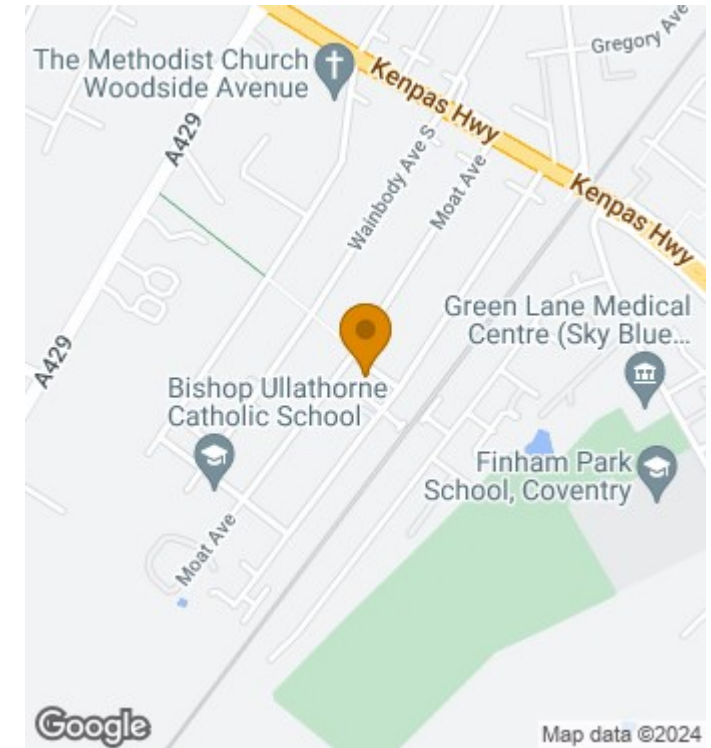 Gregory Ave
The Methodist Church
Woodside Avenue
Kenpas Hwy
A429
Wainbody Ave S
Moat Ave
Kenpas Hwy
Green Lane Medical
Centre (Sky Blue...
A429
Bishop Ullathorne
Catholic School
Finham Park
School, Coventry
Moat Ave
Google
Map data ©2024